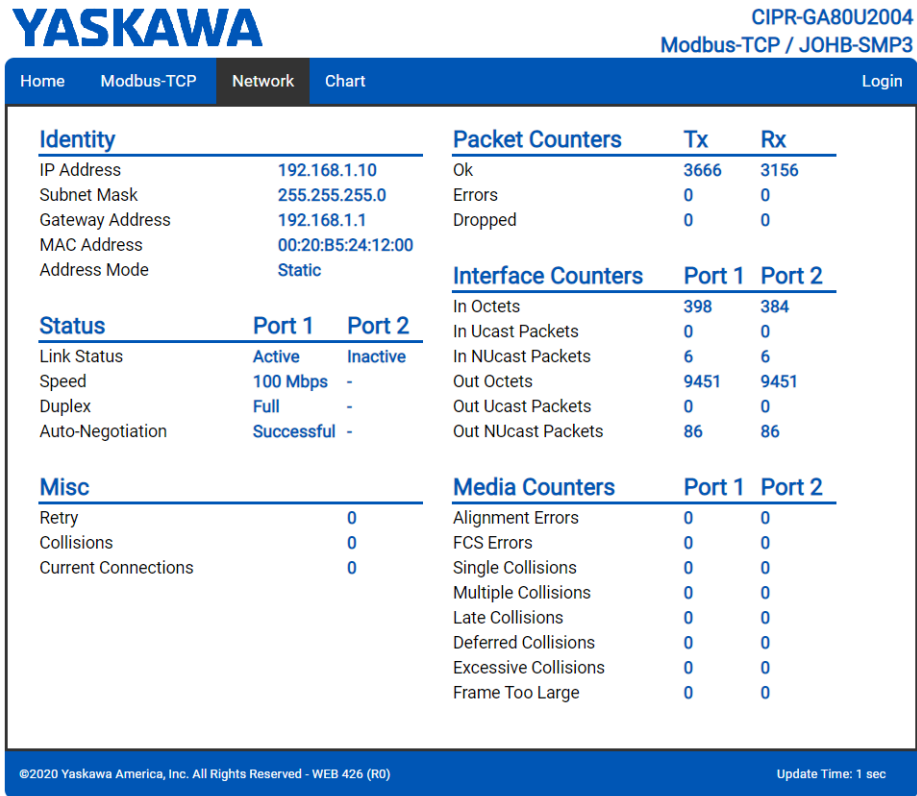 YASKAWA
CIPR-GA80U2004
Modbus-TCP / JOHB-SMP3
Home Modbus-TCP Network Chart Login
Identity
IP Address 192.168.1.10
Subnet Mask 255.255.255.0
Gateway Address 192.168.1.1
MAC Address 00:20:B5:24:12:00
Address Mode Static
Status Port 1 Port 2
Link Status Active Inactive
Speed 100 Mbps -
Duplex Full -
Auto-Negotiation Successful -
Misc
Retry 0
Collisions 0
Current Connections 0
Packet Counters Tx Rx
Ok 3666 3156
Errors 0 0
Dropped 0 0
Interface Counters Port 1 Port 2
In Octets 398 384
In Ucast Packets 0 0
In NUcast Packets 6 6
Out Octets 9451 9451
Out Ucast Packets 0 0
Out NUcast Packets 86 86
Media Counters Port 1 Port 2
Alignment Errors 0 0
FCS Errors 0 0
Single Collisions 0 0
Multiple Collisions 0 0
Late Collisions 0 0
Deferred Collisions 0 0
Excessive Collisions 0 0
Frame Too Large 0 0
©2020 Yaskawa America, Inc. All Rights Reserved - WEB 426 (R0) Update Time: 1 sec